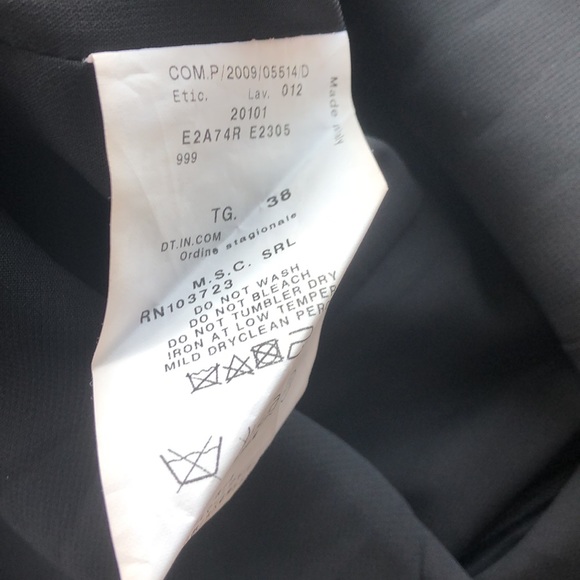 COM.P/2009/05514/D
Etic. Lav. 012
20101
E2A74R E2305
999
Made in
TG. 38
DT.IN.COM
Ordine stagionale
M.S.C. SRL
RN103723
DO NOT WASH
DO NOT BLEACH
DO NOT TUMBLER DRY
IRON AT LOW TEMPER
MILD DRYCLEAN PER